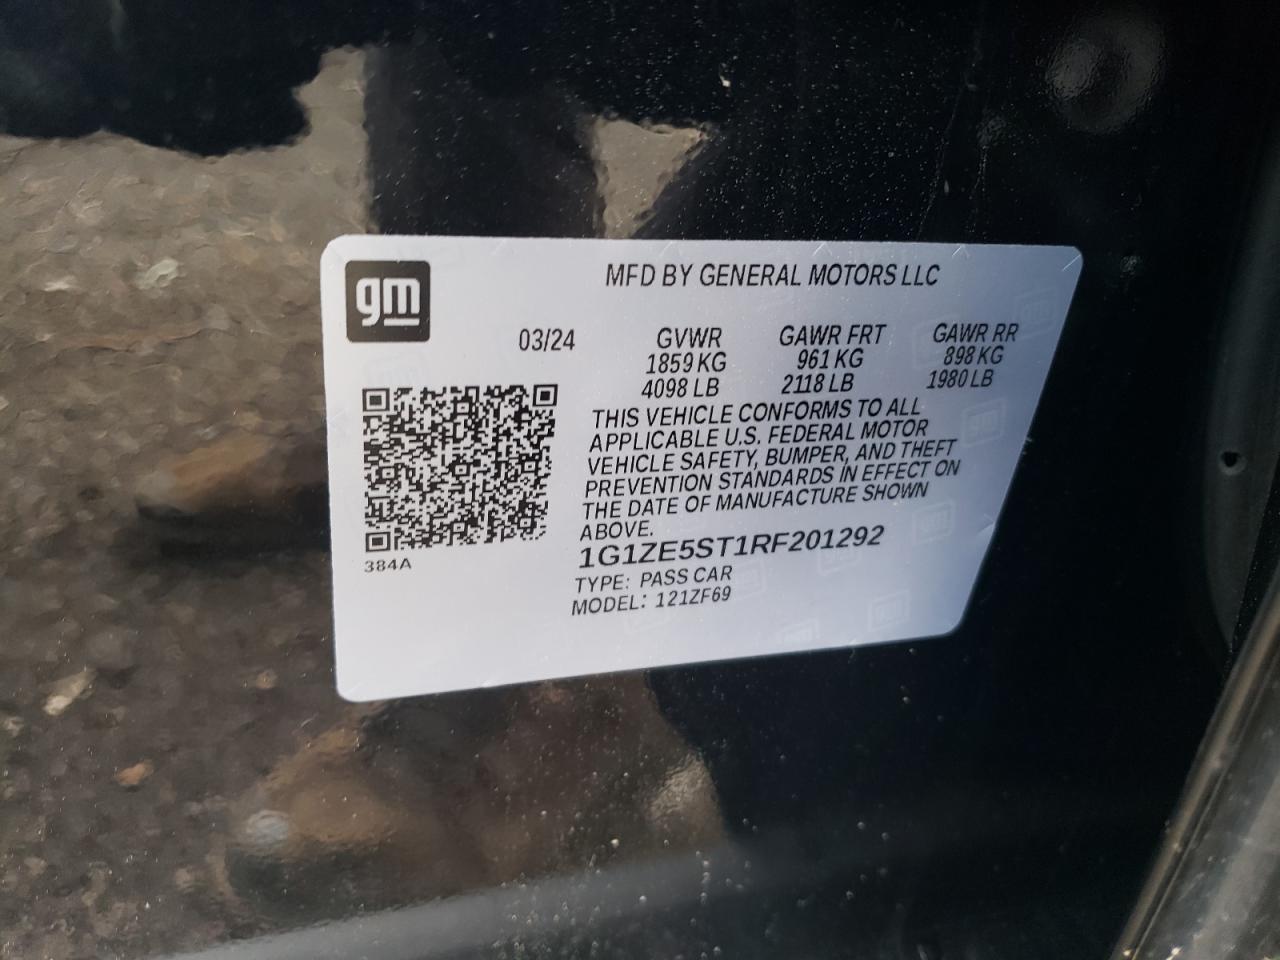 gm
MFD BY GENERAL MOTORS LLC
03/24 GVWR GAWR FRT GAWR RR
1859 KG 961 KG 898 KG
4098 LB 2118 LB 1980 LB
THIS VEHICLE CONFORMS TO ALL
APPLICABLE U.S. FEDERAL MOTOR
VEHICLE SAFETY, BUMPER, AND THEFT
PREVENTION STANDARDS IN EFFECT ON
THE DATE OF MANUFACTURE SHOWN
ABOVE.
1G1ZE5ST1RF201292
TYPE: PASS CAR
MODEL: 121ZF69
384A